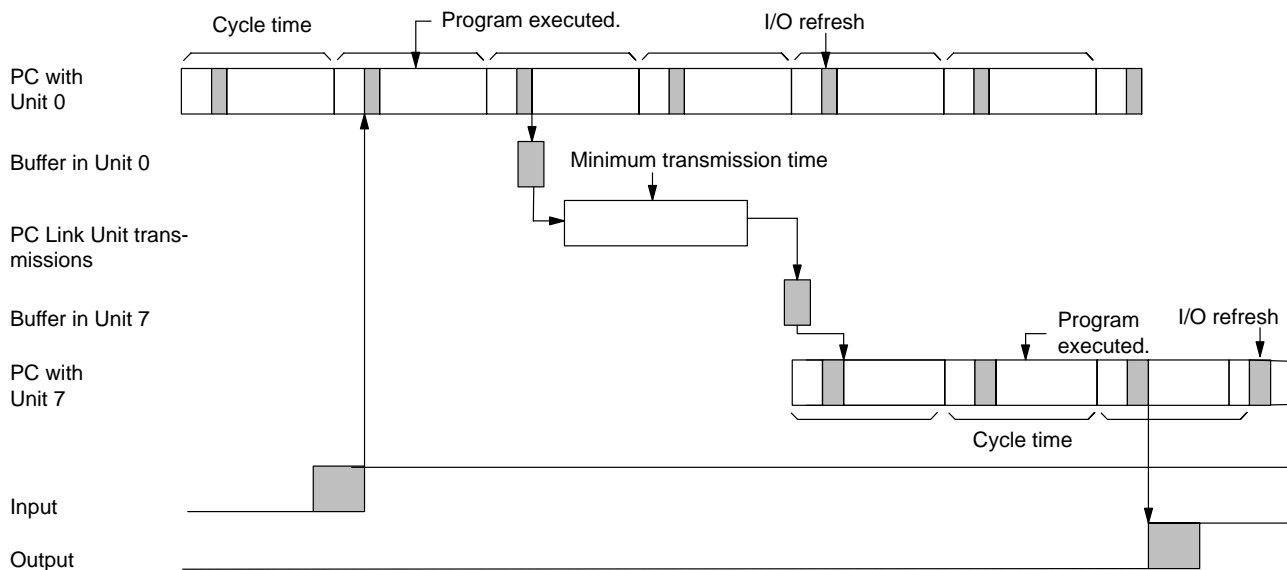 Cycle time
Program executed.
I/O refresh
PC with
Unit 0
Buffer in Unit 0
Minimum transmission time
PC Link Unit trans-
missions
Buffer in Unit 7
Program
executed.
I/O refresh
PC with
Unit 7
Cycle time
Input
Output